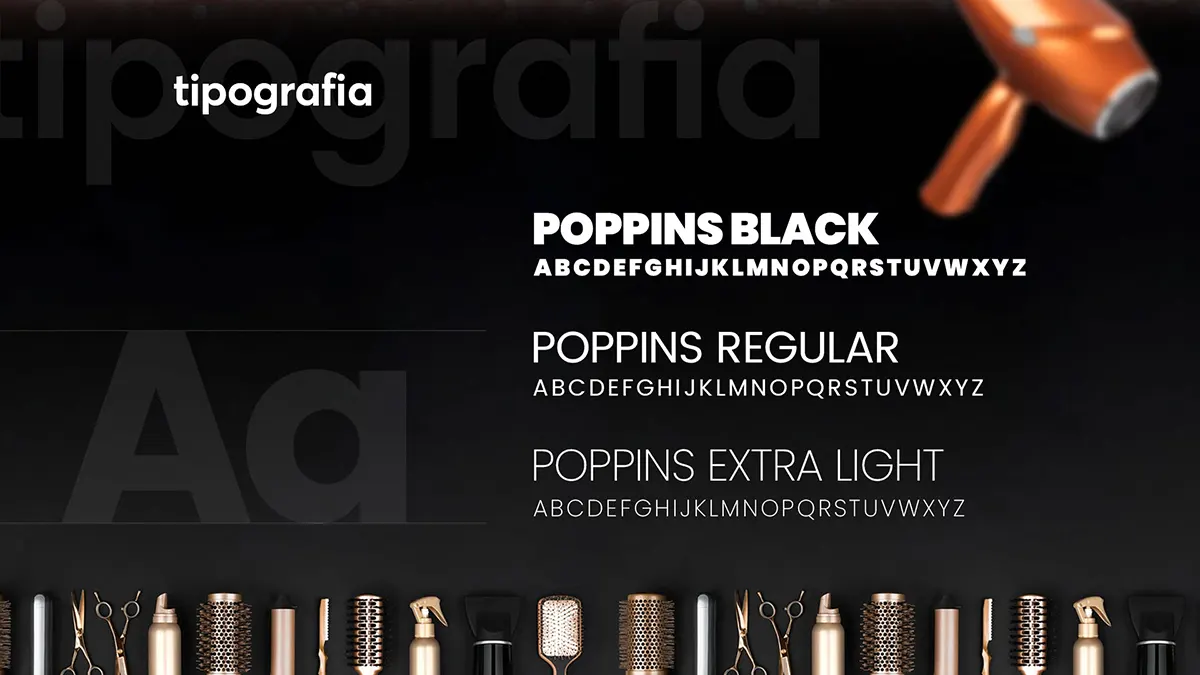 tipografia
tipografia
POPPINS BLACK
ABCDEFGHIJKLMNOPQRSTUVWXYZ
POPPINS REGULAR
ABCDEFGHIJKLMNOPQRSTUVWXYZ
Aa
POPPINS EXTRA LIGHT
ABCDEFGHIJKLMNOPQRSTUVWXYZ